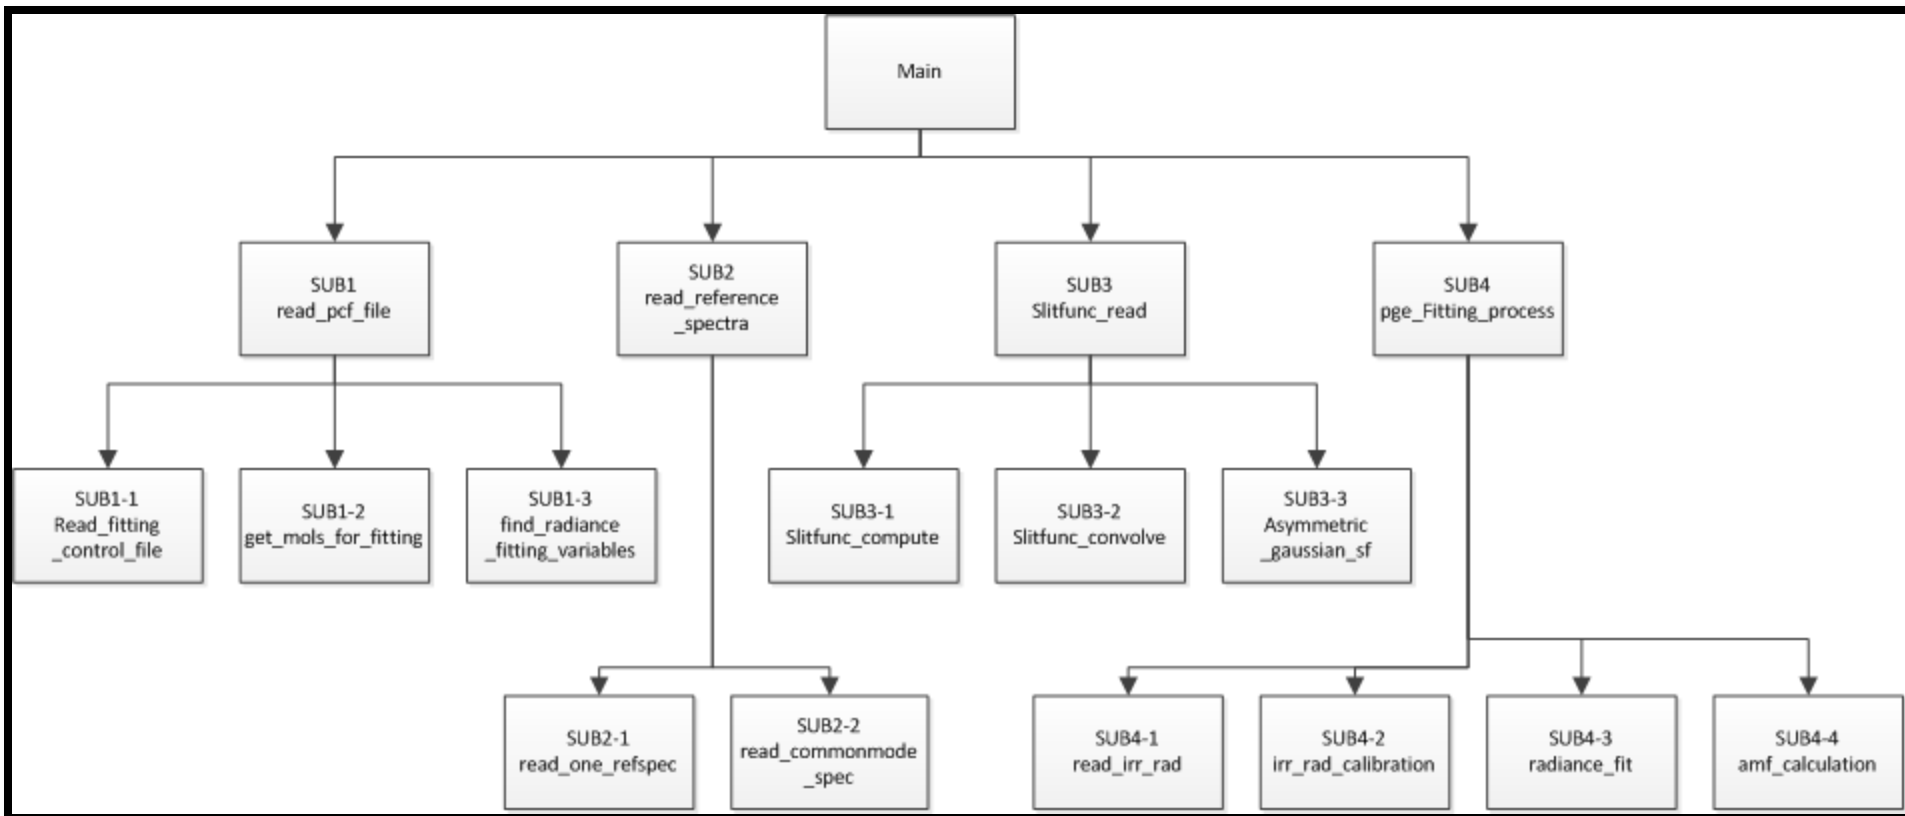 Main
SUB1
read_pcf_file
SUB2
read_reference
_spectra
SUB3
Slitfunc_read
SUB4
pge_Fitting_process
SUB1-1
Read_fitting
_control_file
SUB1-2
get_mols_for_fitting
SUB1-3
find_radiance
_fitting_variables
SUB3-1
Slitfunc_compute
SUB3-2
Slitfunc_convolve
SUB3-3
Asymmetric
_gaussian_sf
SUB2-1
read_one_refspec
SUB2-2
read_commonmode
_spec
SUB4-1
read_irr_rad
SUB4-2
irr_rad_calibration
SUB4-3
radiance_fit
SUB4-4
amf_calculation